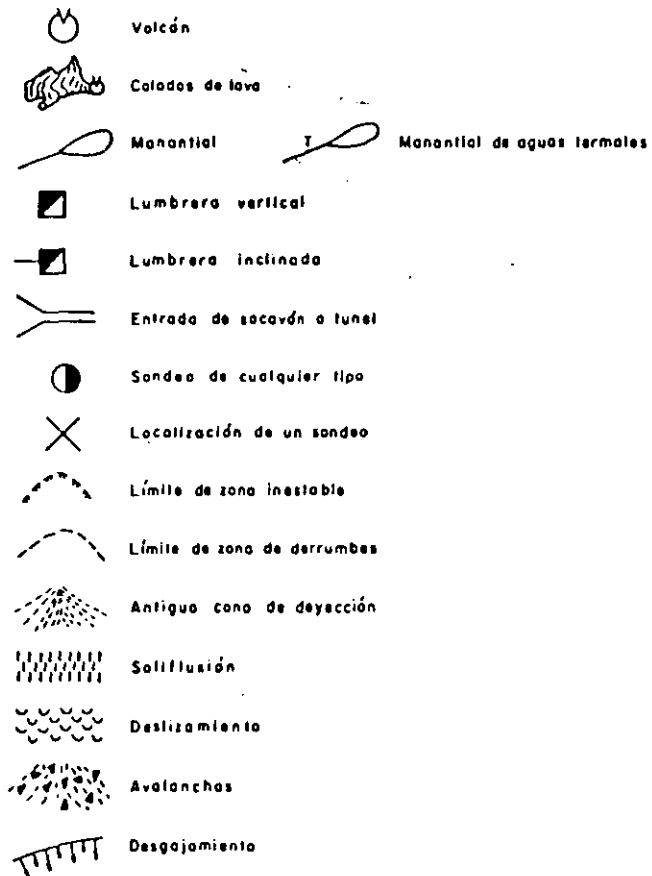 Volcán
Coladas de lava
Manantial
T
Manantial de aguas termales
Lumbrera vertical
Lumbrera inclinada
Entrada de socavón o tunel
Sondeo de cualquier tipo
Localización de un sondeo
Límite de zona inestable
Límite de zona de derrumbes
Antiguo cono de deyección
Soliflusión
Deslizamiento
Avalanchas
Desgajamiento